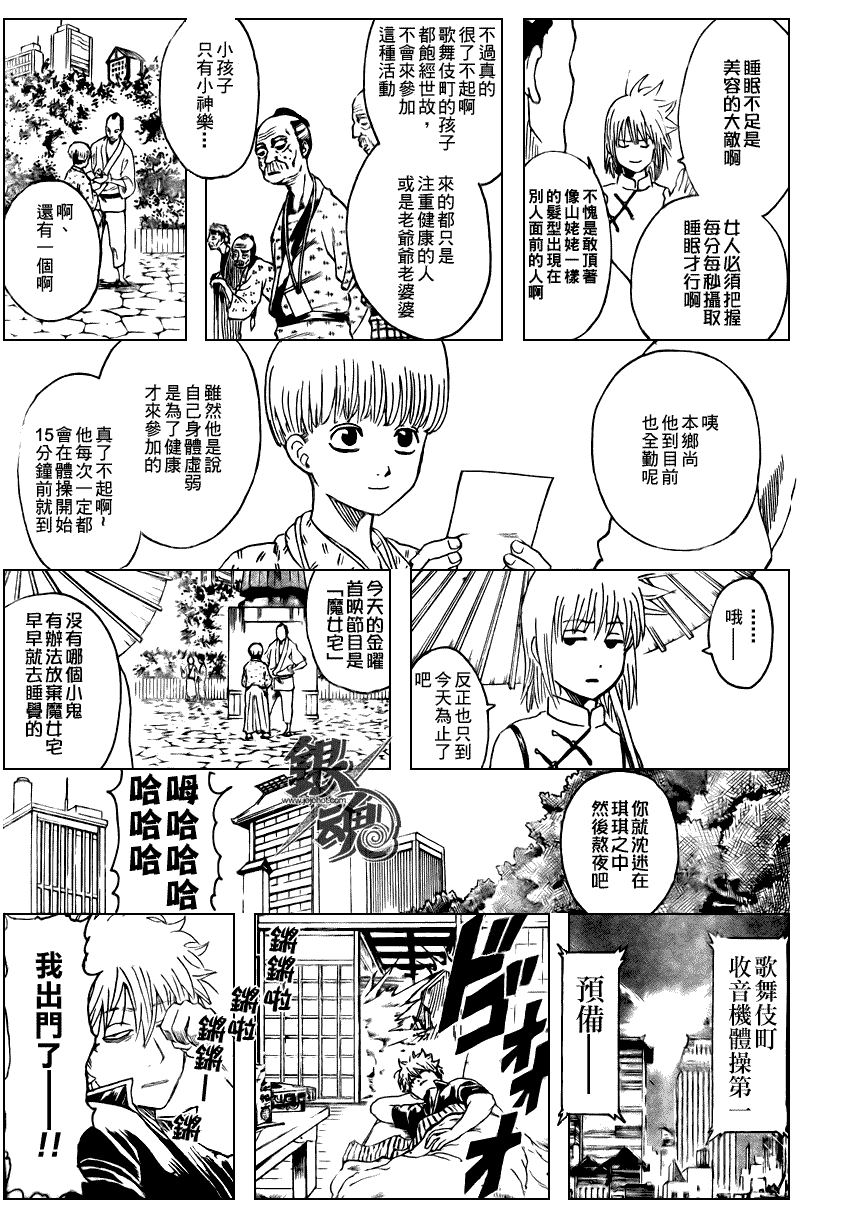 睡眠不足是
美容的大敵啊
女人必須把握
每分每秒攝取
睡眠才行啊
不愧是敢頂著
像山姥姥一樣
的髮型出現在
別人面前的人啊
不過真的
很了不起啊
歌舞伎町的孩子
都飽經世故，
不會來參加
這種活動
來的都只是
注重健康的人
或是老爺爺老婆婆
小孩子
只有小神樂…
啊、
還有一個啊
咦
本鄉尚
他到目前
也全勤呢
雖然他是說
自己身體虛弱
是為了健康
才來參加的
真了不起啊~
他每次一定都
會在體操開始
15分鐘前就到
……
哦——
反正也只到
今天為止了
吧
今天的金曜
首映節目是
「魔女宅」
沒有哪個小鬼
有辦法放棄魔女宅
早早就去睡覺的
銀魂
www.jojohot.com
你就沈迷在
琪琪之中
然後熬夜吧
哈哈哈
哈哈哈
歌舞伎町
收音機體操第一
預備——
ドゴオオオ
鏘鏘啦
鏘鏘啦
鏘鏘——
鏘
我出門了——!!